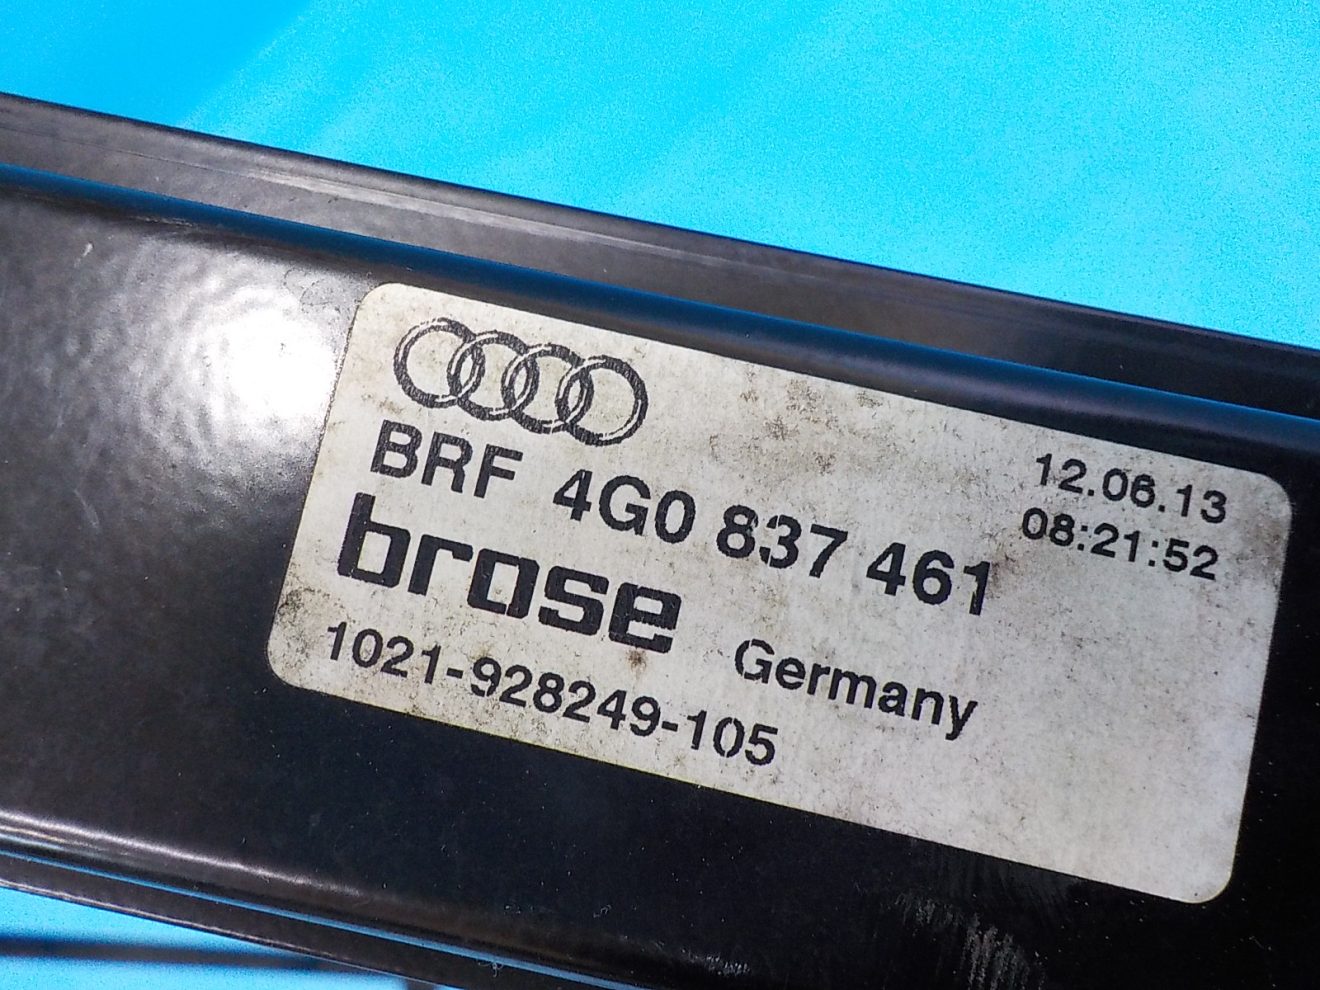 BRF 4G0 837 461
12.06.13
08:21:52
brose
Germany
1021-928249-105